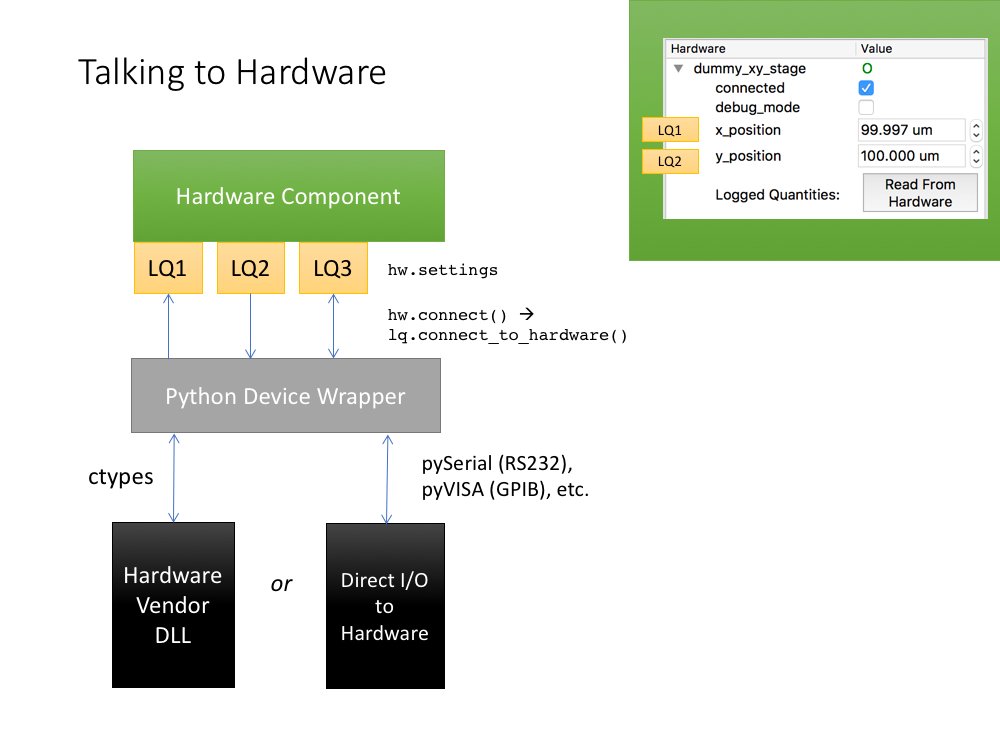 Talking to Hardware
Hardware Value
dummy_xy_stage O
connected
debug_mode
LQ1 x_position 99.997 um
LQ2 y_position 100.000 um
Logged Quantities: Read From
Hardware
Hardware Component
LQ1 LQ2 LQ3
hw.settings
hw.connect() →
lq.connect_to_hardware()
Python Device Wrapper
ctypes
pySerial (RS232),
pyVISA (GPIB), etc.
Hardware
Vendor
DLL
or
Direct I/O
to
Hardware